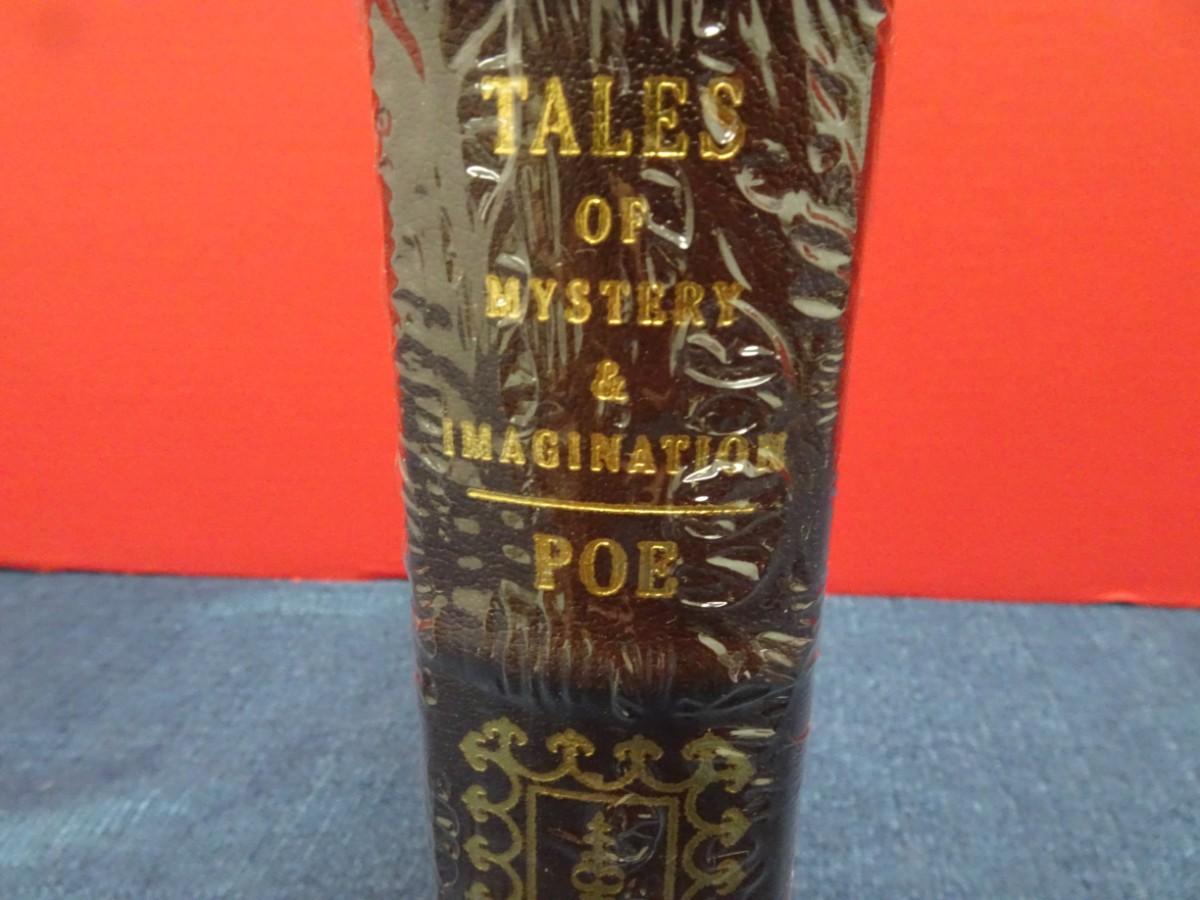 TALES
OF
MYSTERY
&
IMAGINATION
POE